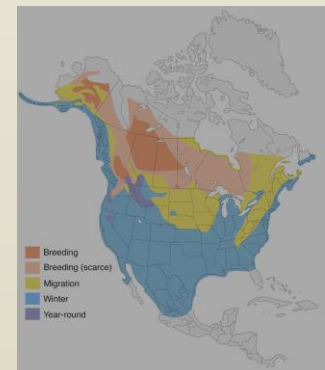 Breeding
Breeding (scarce)
Migration
Winter
Year-round